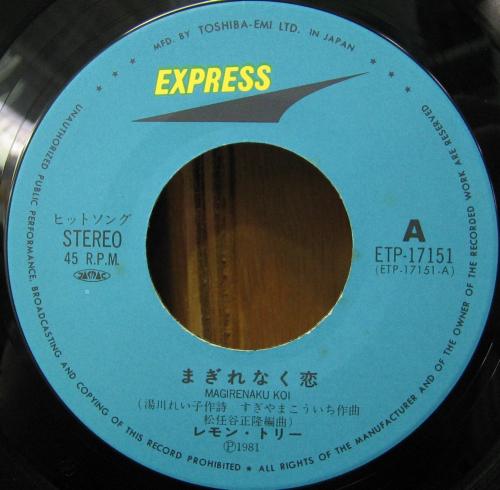 MFD. BY TOSHIBA-EMI LTD. IN JAPAN
EXPRESS
ヒットソング
STEREO
45 R.P.M.
JASRAC
A
ETP-17151
(ETP-17151-A)
まぎれなく恋
MAGIRENAKU KOI
(湯川れい子作詩 すぎやまこういち作曲
松任谷正隆編曲)
レモン・トリー
Ⓟ1981
UNAUTHORIZED PUBLIC PERFORMANCE, BROADCASTING AND COPYING OF THIS RECORD PROHIBITED ★ ALL RIGHTS OF THE RECORD MANUFACTURER AND OF THE OWNER OF THE RECORDED WORK ARE RESERVED